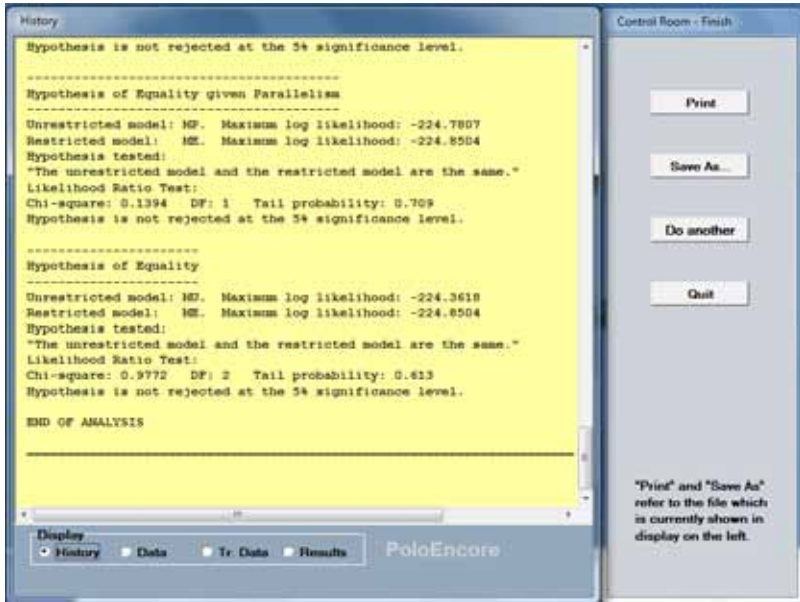 History
Hypothesis is not rejected at the 5% significance level.
----------------------------------------
Hypothesis of Equality given Parallelism
----------------------------------------
Unrestricted model: MP. Maximum log likelihood: -224.7807
Restricted model: ME. Maximum log likelihood: -224.8504
Hypothesis tested:
"The unrestricted model and the restricted model are the same."
Likelihood Ratio Test:
Chi-square: 0.1394 DF: 1 Tail probability: 0.709
Hypothesis is not rejected at the 5% significance level.
----------------------
Hypothesis of Equality
----------------------
Unrestricted model: MU. Maximum log likelihood: -224.3618
Restricted model: ME. Maximum log likelihood: -224.8504
Hypothesis tested:
"The unrestricted model and the restricted model are the same."
Likelihood Ratio Test:
Chi-square: 0.9772 DF: 2 Tail probability: 0.613
Hypothesis is not rejected at the 5% significance level.
END OF ANALYSIS
Display
History Data Tr. Data Results
PoloEncore
Control Room - Finish
Print
Save As...
Do another
Quit
"Print" and "Save As"
refer to the file which
is currently shown in
display on the left.